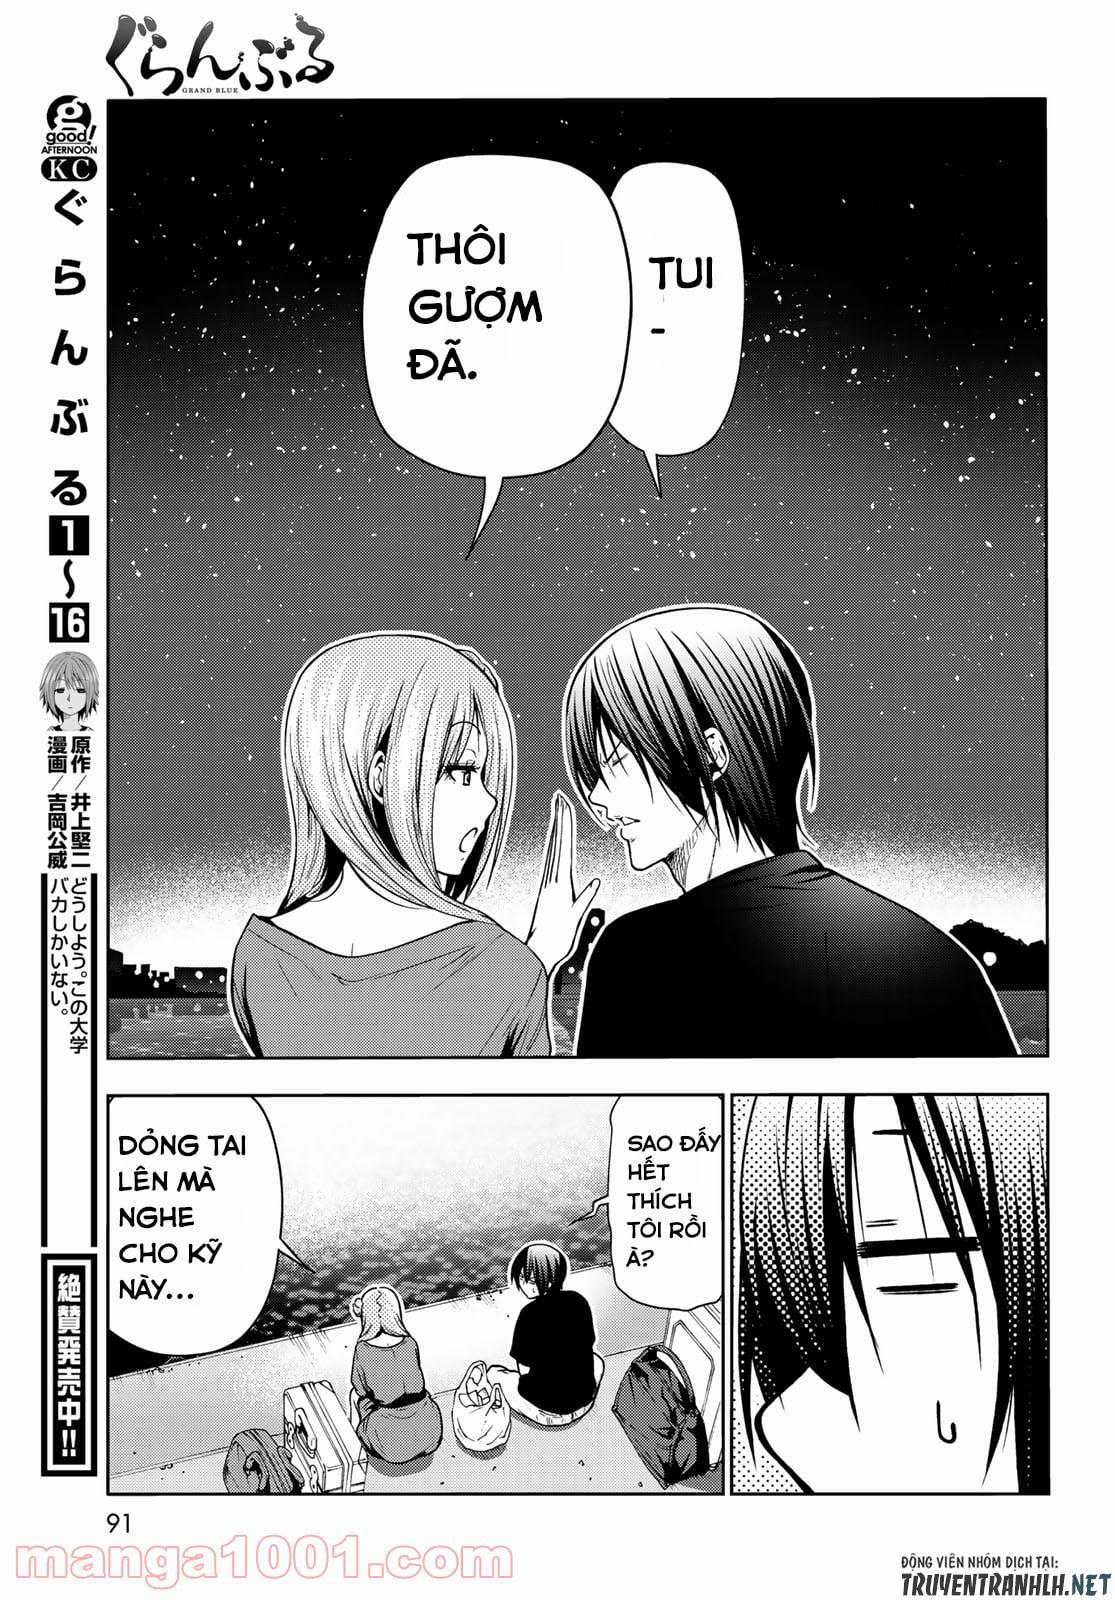 ぐらんぶる
GRAND BLUE
good!
AFTERNOON
KC
ぐらんぶる
1～16
原作/井上堅二
漫画/吉岡公威
どうしよう。この大学
バカしかいない。
絶賛発売中!!
TUI
-
THÔI
GƯỢM
ĐÃ.
SAO ĐẤY
HẾT
THÍCH
TÔI RỒI
À?
DỎNG TAI
LÊN MÀ
NGHE
CHO KỸ
NÀY...
91
manga1001.com
ĐỘNG VIÊN NHÓM DỊCH TẠI:
TRUYENTRANHLH.NET